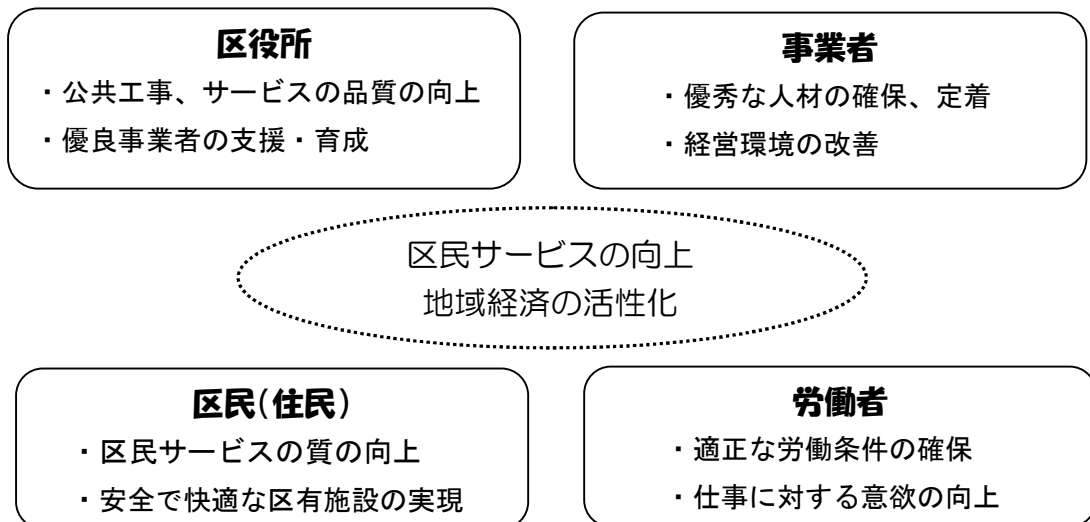 区役所
・公共工事、サービスの品質の向上
・優良事業者の支援・育成
事業者
・優秀な人材の確保、定着
・経営環境の改善
区民サービスの向上
地域経済の活性化
区民(住民)
・区民サービスの質の向上
・安全で快適な区有施設の実現
労働者
・適正な労働条件の確保
・仕事に対する意欲の向上